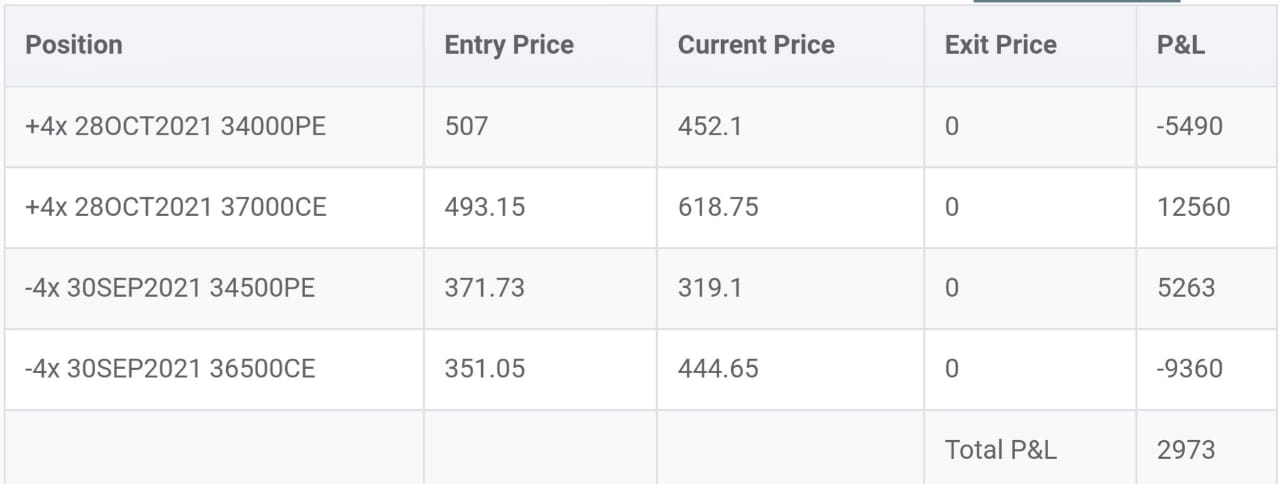 Position Entry Price Current Price Exit Price P&L
+4x 28OCT2021 34000PE 507 452.1 0 -5490
+4x 28OCT2021 37000CE 493.15 618.75 0 12560
-4x 30SEP2021 34500PE 371.73 319.1 0 5263
-4x 30SEP2021 36500CE 351.05 444.65 0 -9360
Total P&L 2973